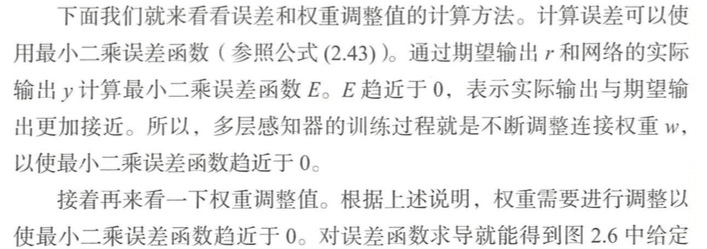 下面我们就来看看误差和权重调整值的计算方法。计算误差可以使
用最小二乘误差函数（参照公式 (2.43)）。通过期望输出 r 和网络的实际
输出 y 计算最小二乘误差函数 E。E 趋近于 0，表示实际输出与期望输
出更加接近。所以，多层感知器的训练过程就是不断调整连接权重 w，
以使最小二乘误差函数趋近于 0。
接着再来看一下权重调整值。根据上述说明，权重需要进行调整以
使最小二乘误差函数趋近于 0。对误差函数求导就能得到图 2.6 中给定